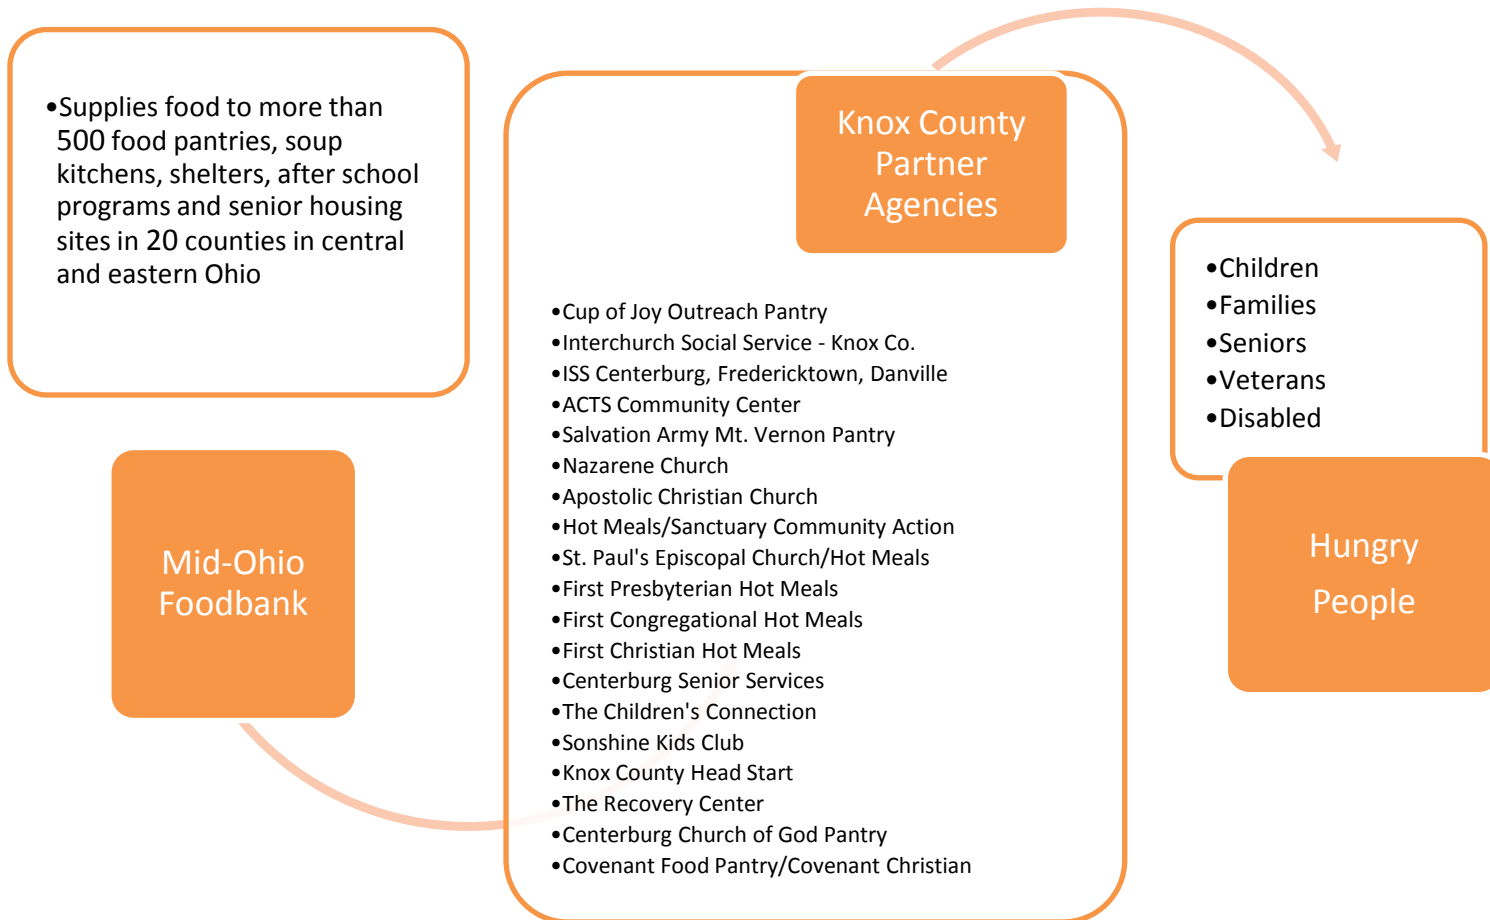 •Supplies food to more than
500 food pantries, soup
kitchens, shelters, after school
programs and senior housing
sites in 20 counties in central
and eastern Ohio
Mid-Ohio
Foodbank
Knox County
Partner
Agencies
•Cup of Joy Outreach Pantry
•Interchurch Social Service - Knox Co.
•ISS Centerburg, Fredericktown, Danville
•ACTS Community Center
•Salvation Army Mt. Vernon Pantry
•Nazarene Church
•Apostolic Christian Church
•Hot Meals/Sanctuary Community Action
•St. Paul's Episcopal Church/Hot Meals
•First Presbyterian Hot Meals
•First Congregational Hot Meals
•First Christian Hot Meals
•Centerburg Senior Services
•The Children's Connection
•Sonshine Kids Club
•Knox County Head Start
•The Recovery Center
•Centerburg Church of God Pantry
•Covenant Food Pantry/Covenant Christian
•Children
•Families
•Seniors
•Veterans
•Disabled
Hungry
People